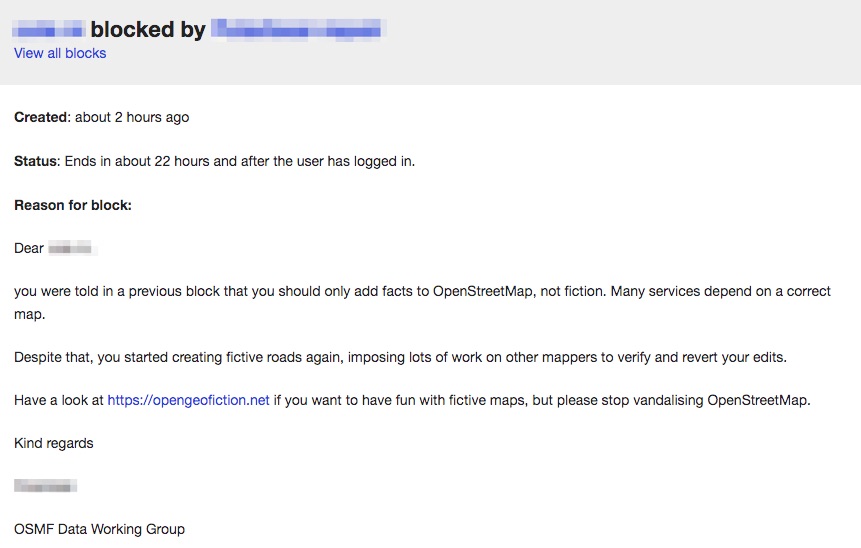 blocked by
View all blocks
Created: about 2 hours ago
Status: Ends in about 22 hours and after the user has logged in.
Reason for block:
Dear
you were told in a previous block that you should only add facts to OpenStreetMap, not fiction. Many services depend on a correct
map.
Despite that, you started creating fictive roads again, imposing lots of work on other mappers to verify and revert your edits.
Have a look at https://opengeofiction.net if you want to have fun with fictive maps, but please stop vandalising OpenStreetMap.
Kind regards
OSMF Data Working Group